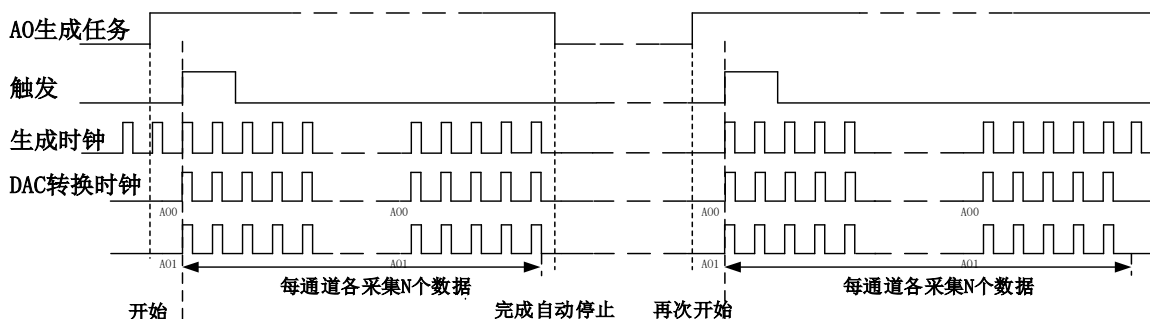 AO生成任务
触发
生成时钟
DAC转换时钟
AO0 AO0 AO0 AO0
AO1 AO1 AO1 AO1
每通道各采集N个数据 每通道各采集N个数据
开始 完成自动停止 再次开始